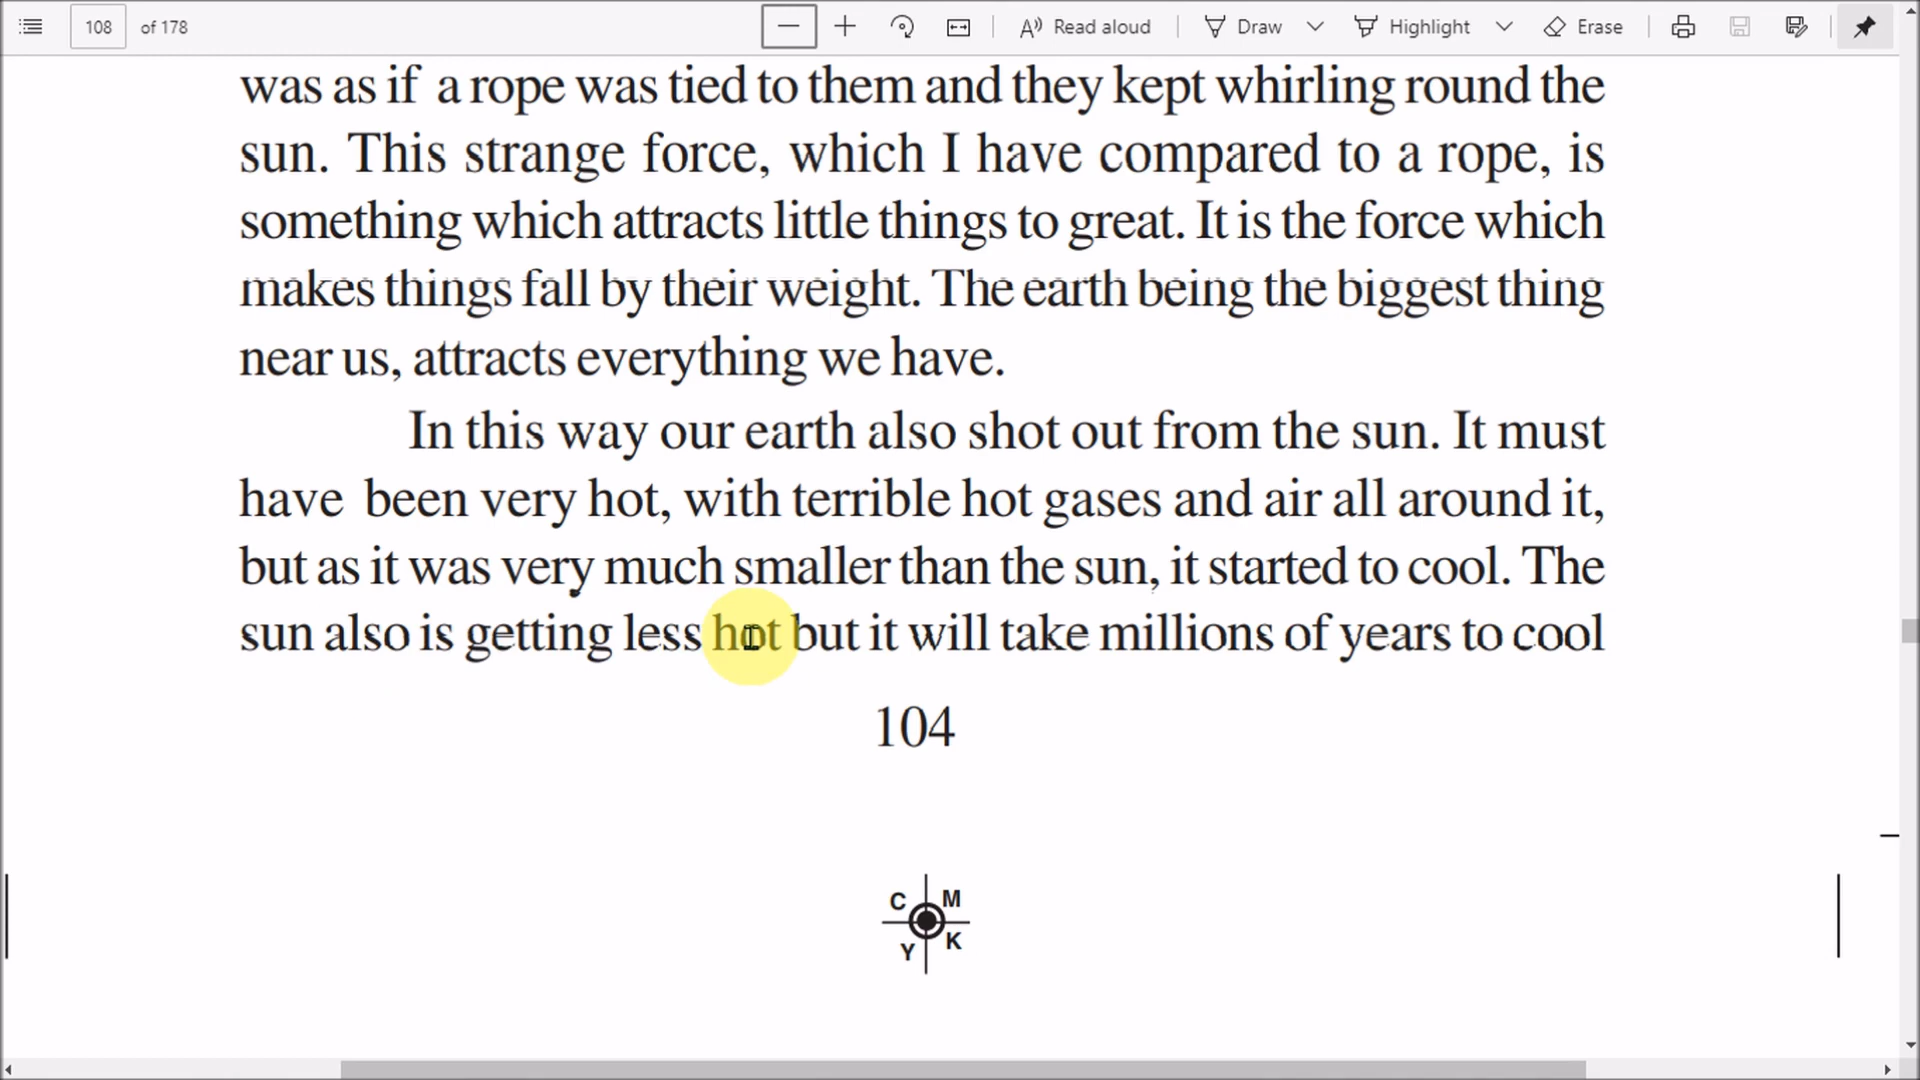 108 of 178 Read aloud Draw Highlight Erase
was as if a rope was tied to them and they kept whirling round the
sun. This strange force, which I have compared to a rope, is
something which attracts little things to great. It is the force which
makes things fall by their weight. The earth being the biggest thing
near us, attracts everything we have.
In this way our earth also shot out from the sun. It must
have been very hot, with terrible hot gases and air all around it,
but as it was very much smaller than the sun, it started to cool. The
sun also is getting less hot but it will take millions of years to cool
104
C M
Y K